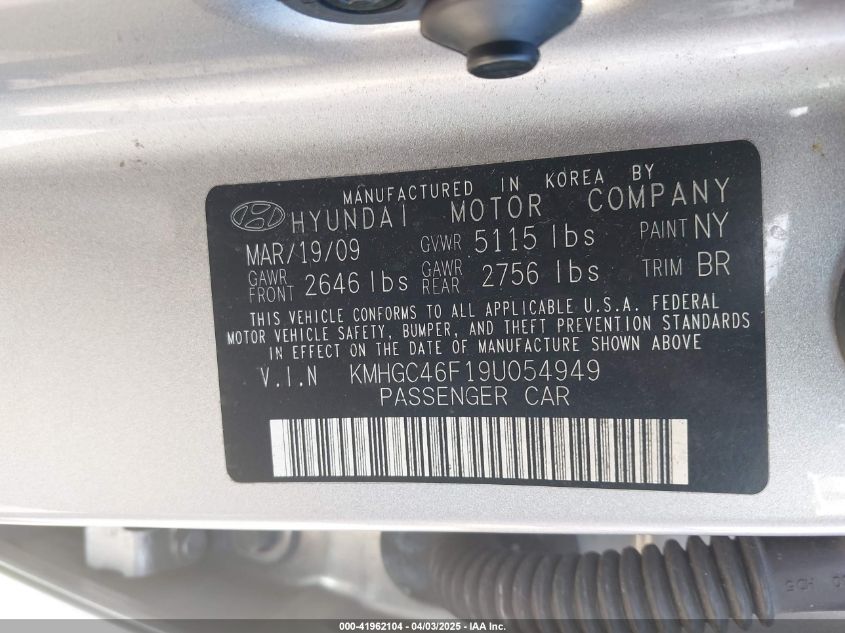 MANUFACTURED IN KOREA BY
HYUNDAI MOTOR COMPANY
MAR/19/09 GVWR 5115 lbs PAINT NY
GAWR FRONT 2646 lbs GAWR REAR 2756 lbs TRIM BR
THIS VEHICLE CONFORMS TO ALL APPLICABLE U.S.A. FEDERAL
MOTOR VEHICLE SAFETY, BUMPER, AND THEFT PREVENTION STANDARDS
IN EFFECT ON THE DATE OF MANUFACTURE SHOWN ABOVE
V.I.N KMHGC46F19U054949
PASSENGER CAR
000-41962104 - 04/03/2025 - IAA Inc.